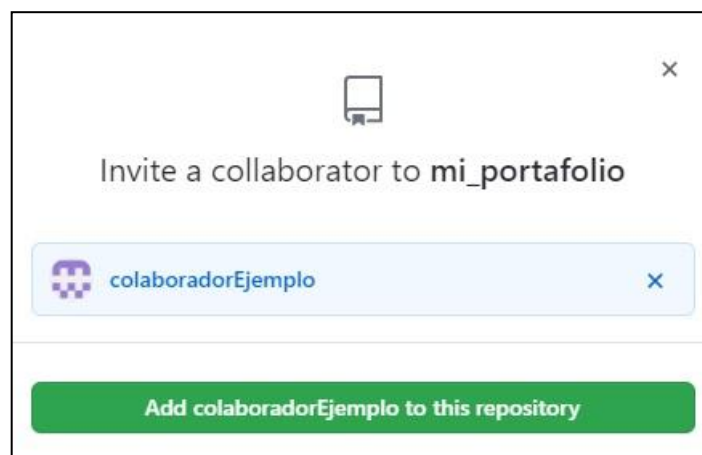 Invite a collaborator to mi_portafolio
colaboradorEjemplo
Add colaboradorEjemplo to this repository